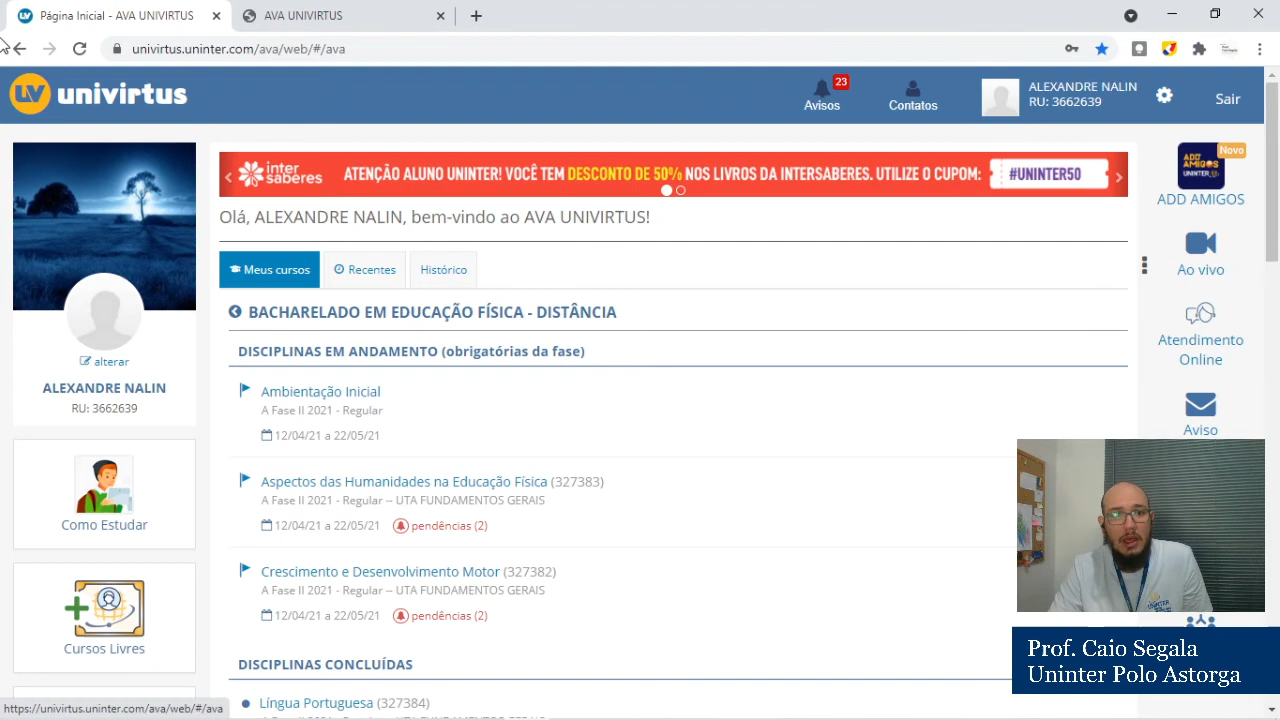 Página Inicial - AVA UNIVIRTUS
AVA UNIVIRTUS
univirtus.uninter.com/ava/web/#/ava
univirtus
23
Avisos
Contatos
ALEXANDRE NALIN
RU: 3662639
Sair
inter saberes
ATENÇÃO ALUNO UNINTER! VOCÊ TEM DESCONTO DE 50% NOS LIVROS DA INTERSABERES. UTILIZE O CUPOM: #UNINTER50
Olá, ALEXANDRE NALIN, bem-vindo ao AVA UNIVIRTUS!
Meus cursos
Recentes
Histórico
BACHARELADO EM EDUCAÇÃO FÍSICA - DISTÂNCIA
DISCIPLINAS EM ANDAMENTO (obrigatórias da fase)
Ambientação Inicial
A Fase II 2021 - Regular
12/04/21 a 22/05/21
Aspectos das Humanidades na Educação Física (327383)
A Fase II 2021 - Regular -- UTA FUNDAMENTOS GERAIS
12/04/21 a 22/05/21 pendências (2)
Crescimento e Desenvolvimento Motor (327382)
A Fase II 2021 - Regular -- UTA FUNDAMENTOS GERAIS
12/04/21 a 22/05/21 pendências (2)
DISCIPLINAS CONCLUÍDAS
Língua Portuguesa (327384)
alterar
ALEXANDRE NALIN
RU: 3662639
Como Estudar
Cursos Livres
https://univirtus.uninter.com/ava/web/#/ava
Novo
ADD AMIGOS UNINTER
ADD AMIGOS
Ao vivo
Atendimento
Online
Aviso
UNINTER
Prof. Caio Segala
Uninter Polo Astorga